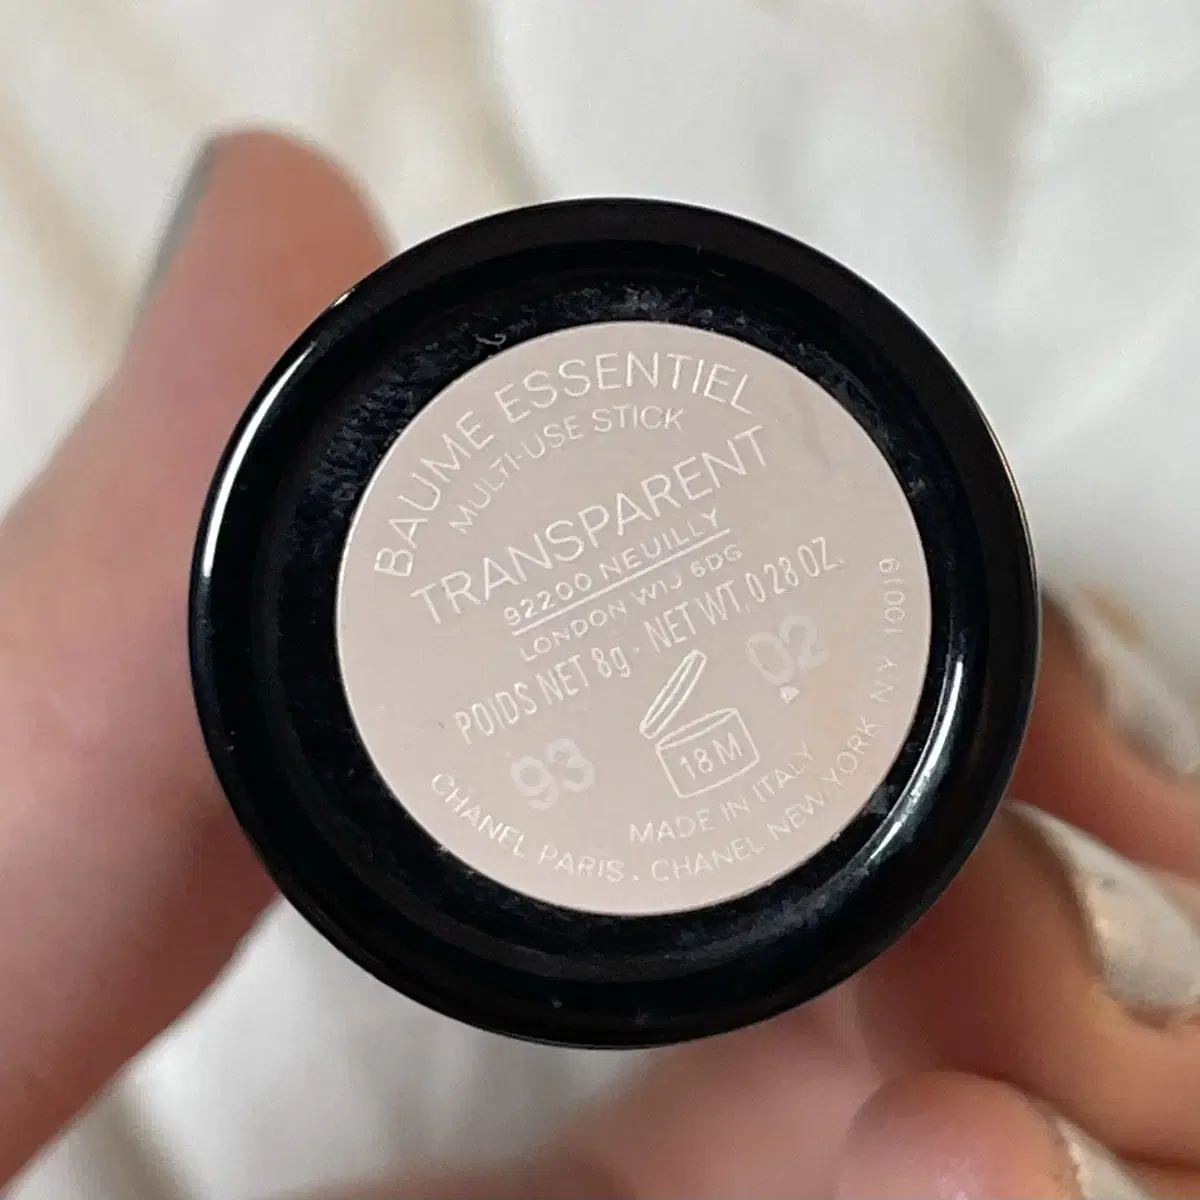 BAUME ESSENTIEL
MULTI-USE STICK
TRANSPARENT
92200 NEUILLY
LONDON W1J 6DG
POIDS NET 8g · NET WT. 0.28 OZ.
02
18 M
93
MADE IN ITALY
CHANEL PARIS . CHANEL NEW YORK NY 10019